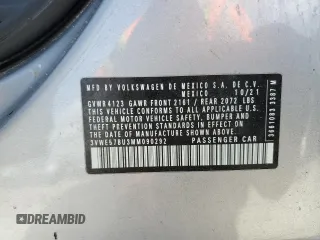 MFD BY VOLKSWAGEN DE MEXICO S.A. DE C.V.
MEXICO 10/21
GVWR 4123 GAWR FRONT 2161 / REAR 2072 LBS
THIS VEHICLE CONFORMS TO ALL APPLICABLE U.S.
FEDERAL MOTOR VEHICLE SAFETY, BUMPER AND
THEFT PREVENTION STANDARDS IN EFFECT ON THE
DATE OF MANUFACTURE SHOWN ABOVE.
3VWE57BU3MM090292 PASSENGER CAR
© AUTOBIDMASTER